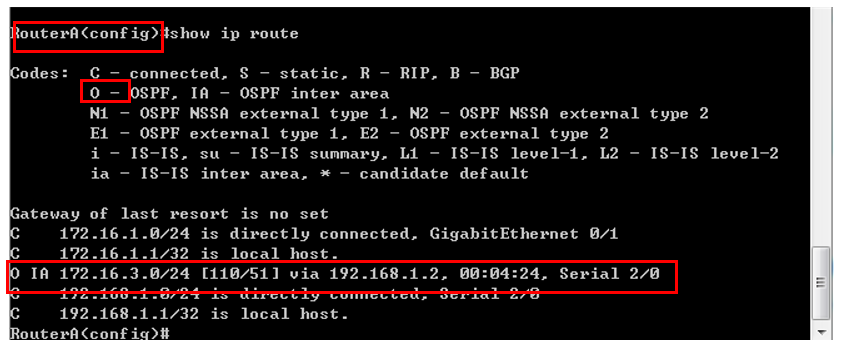 RouterA(config)#show ip route
Codes:  C - connected, S - static, R - RIP, B - BGP
O - OSPF, IA - OSPF inter area
N1 - OSPF NSSA external type 1, N2 - OSPF NSSA external type 2
E1 - OSPF external type 1, E2 - OSPF external type 2
i - IS-IS, su - IS-IS summary, L1 - IS-IS level-1, L2 - IS-IS level-2
ia - IS-IS inter area, * - candidate default
Gateway of last resort is no set
C    172.16.1.0/24 is directly connected, GigabitEthernet 0/1
C    172.16.1.1/32 is local host.
O IA 172.16.3.0/24 [110/51] via 192.168.1.2, 00:04:24, Serial 2/0
C    192.168.1.0/24 is directly connected, Serial 2/0
C    192.168.1.1/32 is local host.
RouterA(config)#